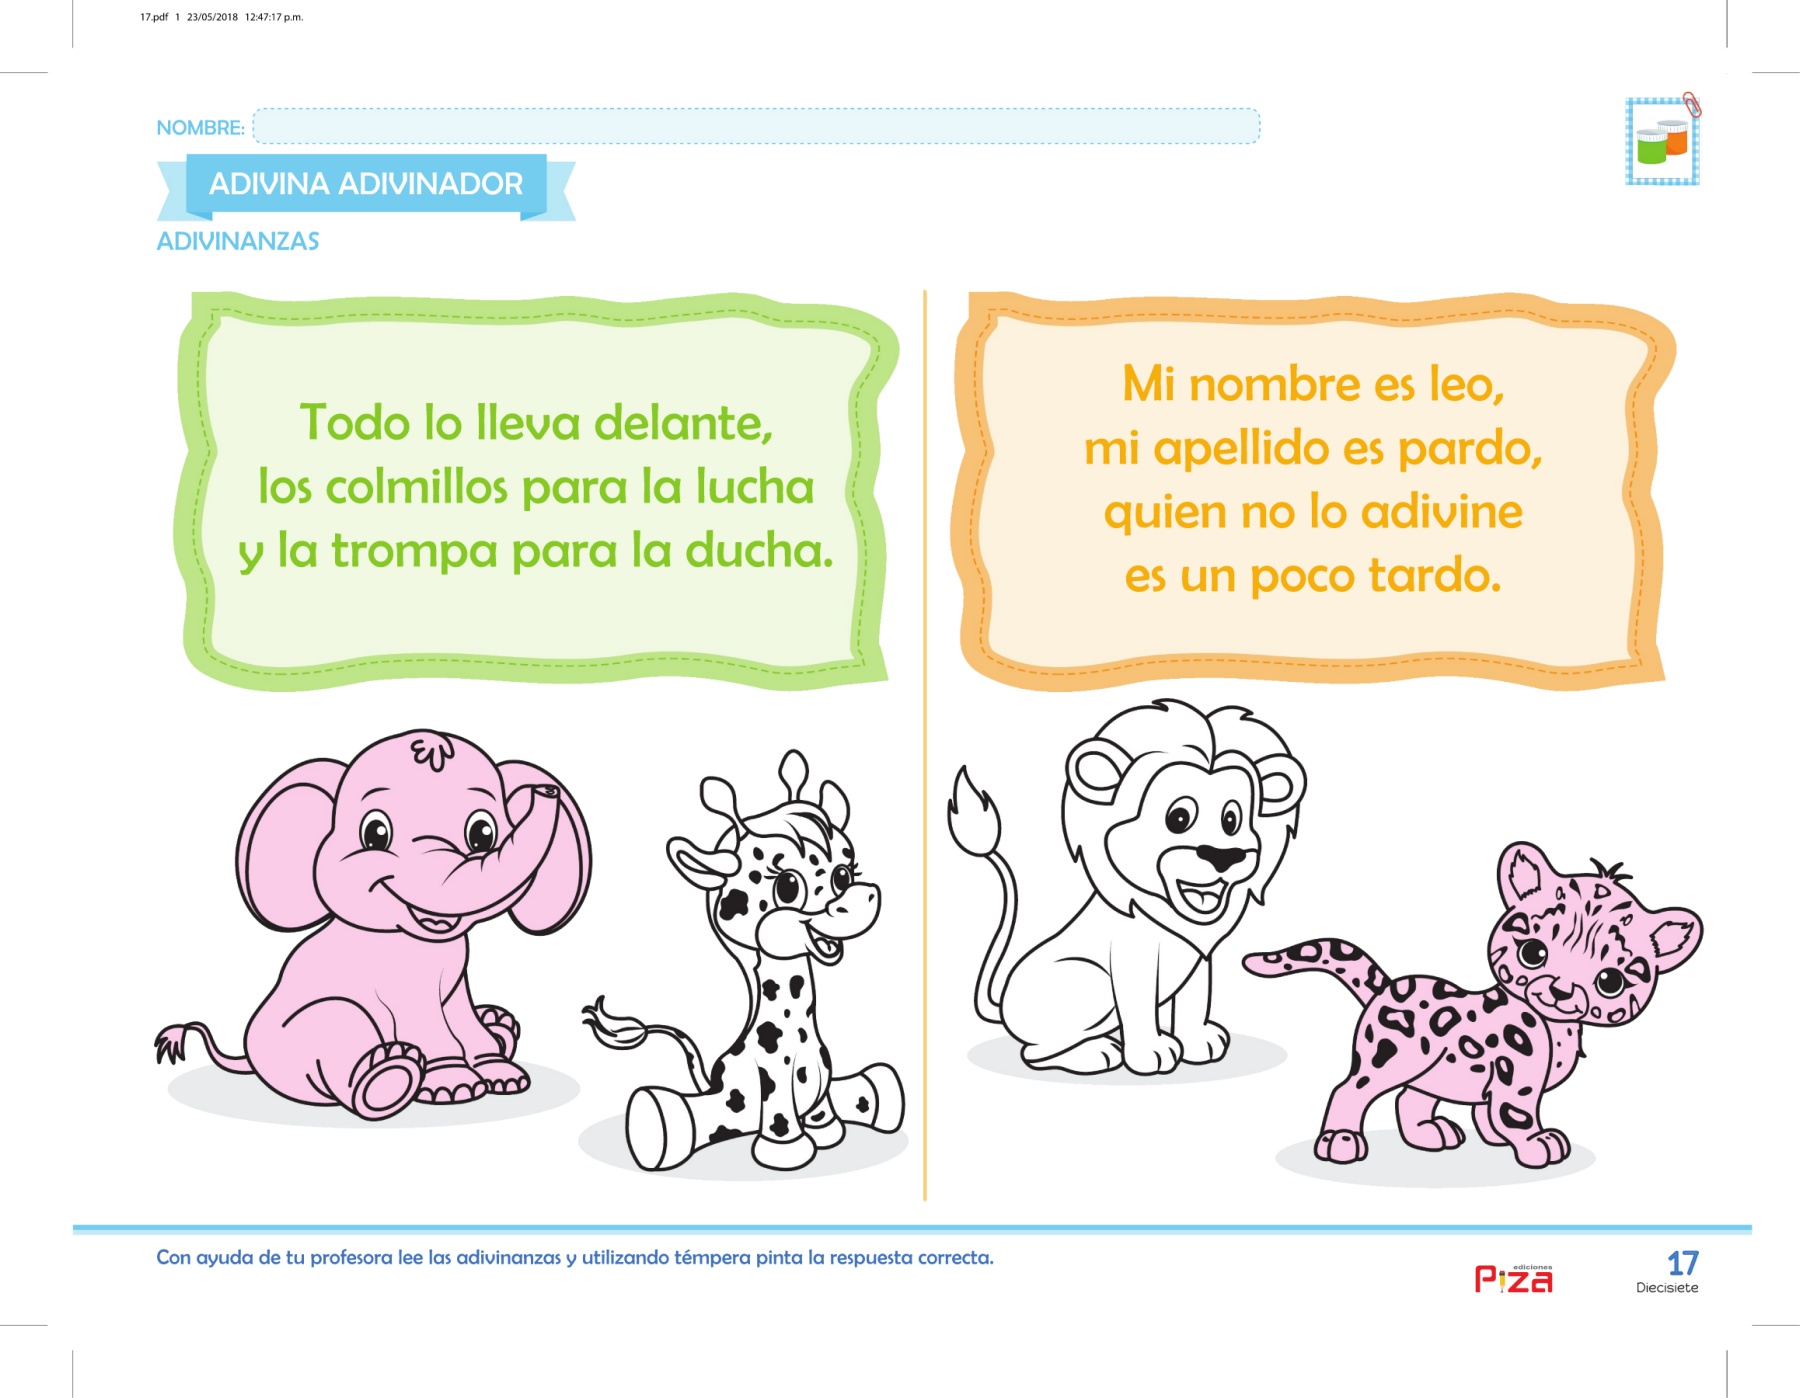 17.pdf 1 23/05/2018 12:47:17 p.m.
NOMBRE:
ADIVINA ADIVINADOR
ADIVINANZAS
Todo lo lleva delante,
los colmillos para la lucha
y la trompa para la ducha.
Mi nombre es leo,
mi apellido es pardo,
quien no lo adivine
es un poco tardo.
Con ayuda de tu profesora lee las adivinanzas y utilizando témpera pinta la respuesta correcta.
ediciones
Piza
17
Diecisiete